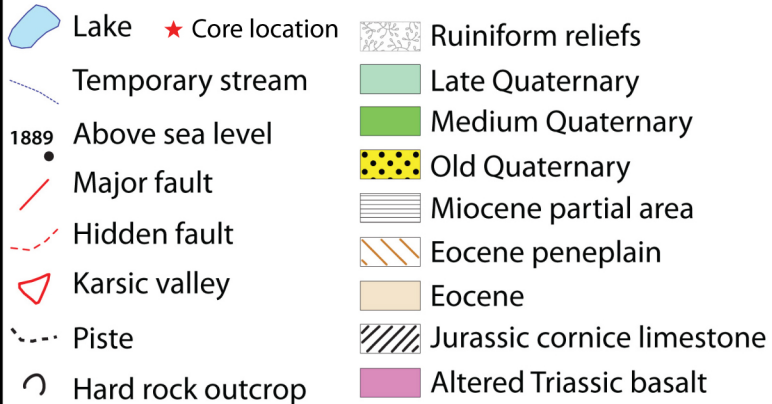 Lake
Core location
Temporary stream
1889 Above sea level
Major fault
Hidden fault
Karsic valley
Piste
Hard rock outcrop
Ruiniform reliefs
Late Quaternary
Medium Quaternary
Old Quaternary
Miocene partial area
Eocene peneplain
Eocene
Jurassic cornice limestone
Altered Triassic basalt